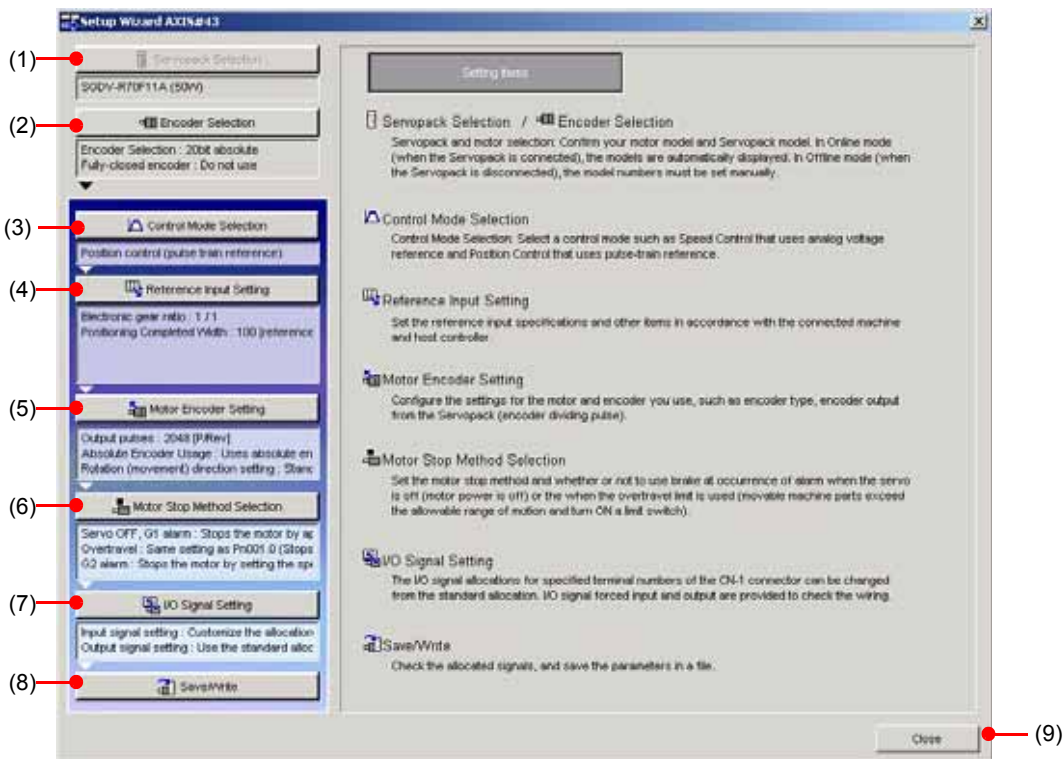 Setup Wizard AXIS#43
(1)
Servopack Selection
SGDV-R70F11A (50W)
(2)
Encoder Selection
Encoder Selection : 20bit absolute
Fully-closed encoder : Do not use
(3)
Control Mode Selection
Position control (pulse train reference)
(4)
Reference Input Setting
Electronic gear ratio : 1 / 1
Positioning Completed Width : 100 [reference
(5)
Motor Encoder Setting
Output pulses : 2048 [P/Rev]
Absolute Encoder Usage : Uses absolute en
Rotation (movement) direction setting : Stanc
(6)
Motor Stop Method Selection
Servo OFF, G1 alarm : Stops the motor by ap
Overtravel : Same setting as Pn001.0 (Stops
G2 alarm : Stops the motor by setting the spe
(7)
I/O Signal Setting
Input signal setting : Customize the allocation
Output signal setting : Use the standard alloc
(8)
Save/Write
Setting items
Servopack Selection / Encoder Selection
Servopack and motor selection: Confirm your motor model and Servopack model. In Online mode
(when the Servopack is connected), the models are automatically displayed. In Offline mode (when
the Servopack is disconnected), the model numbers must be set manually.
Control Mode Selection
Control Mode Selection: Select a control mode such as Speed Control that uses analog voltage
reference and Position Control that uses pulse-train reference.
Reference Input Setting
Set the reference input specifications and other items in accordance with the connected machine
and host controller.
Motor Encoder Setting
Configure the settings for the motor and encoder you use, such as encoder type, encoder output
from the Servopack (encoder dividing pulse).
Motor Stop Method Selection
Set the motor stop method and whether or not to use brake at occurrence of alarm when the servo
is off (motor power is off) or the when the overtravel limit is used (movable machine parts exceed
the allowable range of motion and turn ON a limit switch).
I/O Signal Setting
The I/O signal allocations for specified terminal numbers of the CN-1 connector can be changed
from the standard allocation. I/O signal forced input and output are provided to check the wiring.
Save/Write
Check the allocated signals, and save the parameters in a file.
Close
(9)